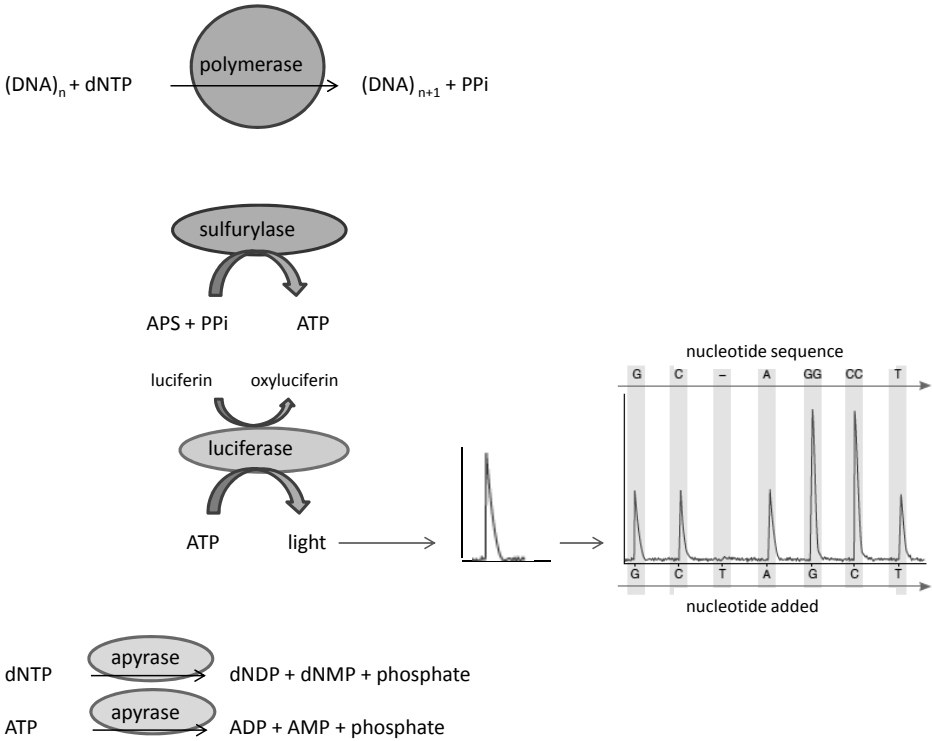 polymerase
(DNA)n + dNTP (DNA) n+1 + PPi
sulfurylase
APS + PPi ATP
luciferin oxyluciferin
luciferase
ATP light
nucleotide sequence
G C – A GG CC T
G C T A G C T
nucleotide added
apyrase
dNTP dNDP + dNMP + phosphate
apyrase
ATP ADP + AMP + phosphate